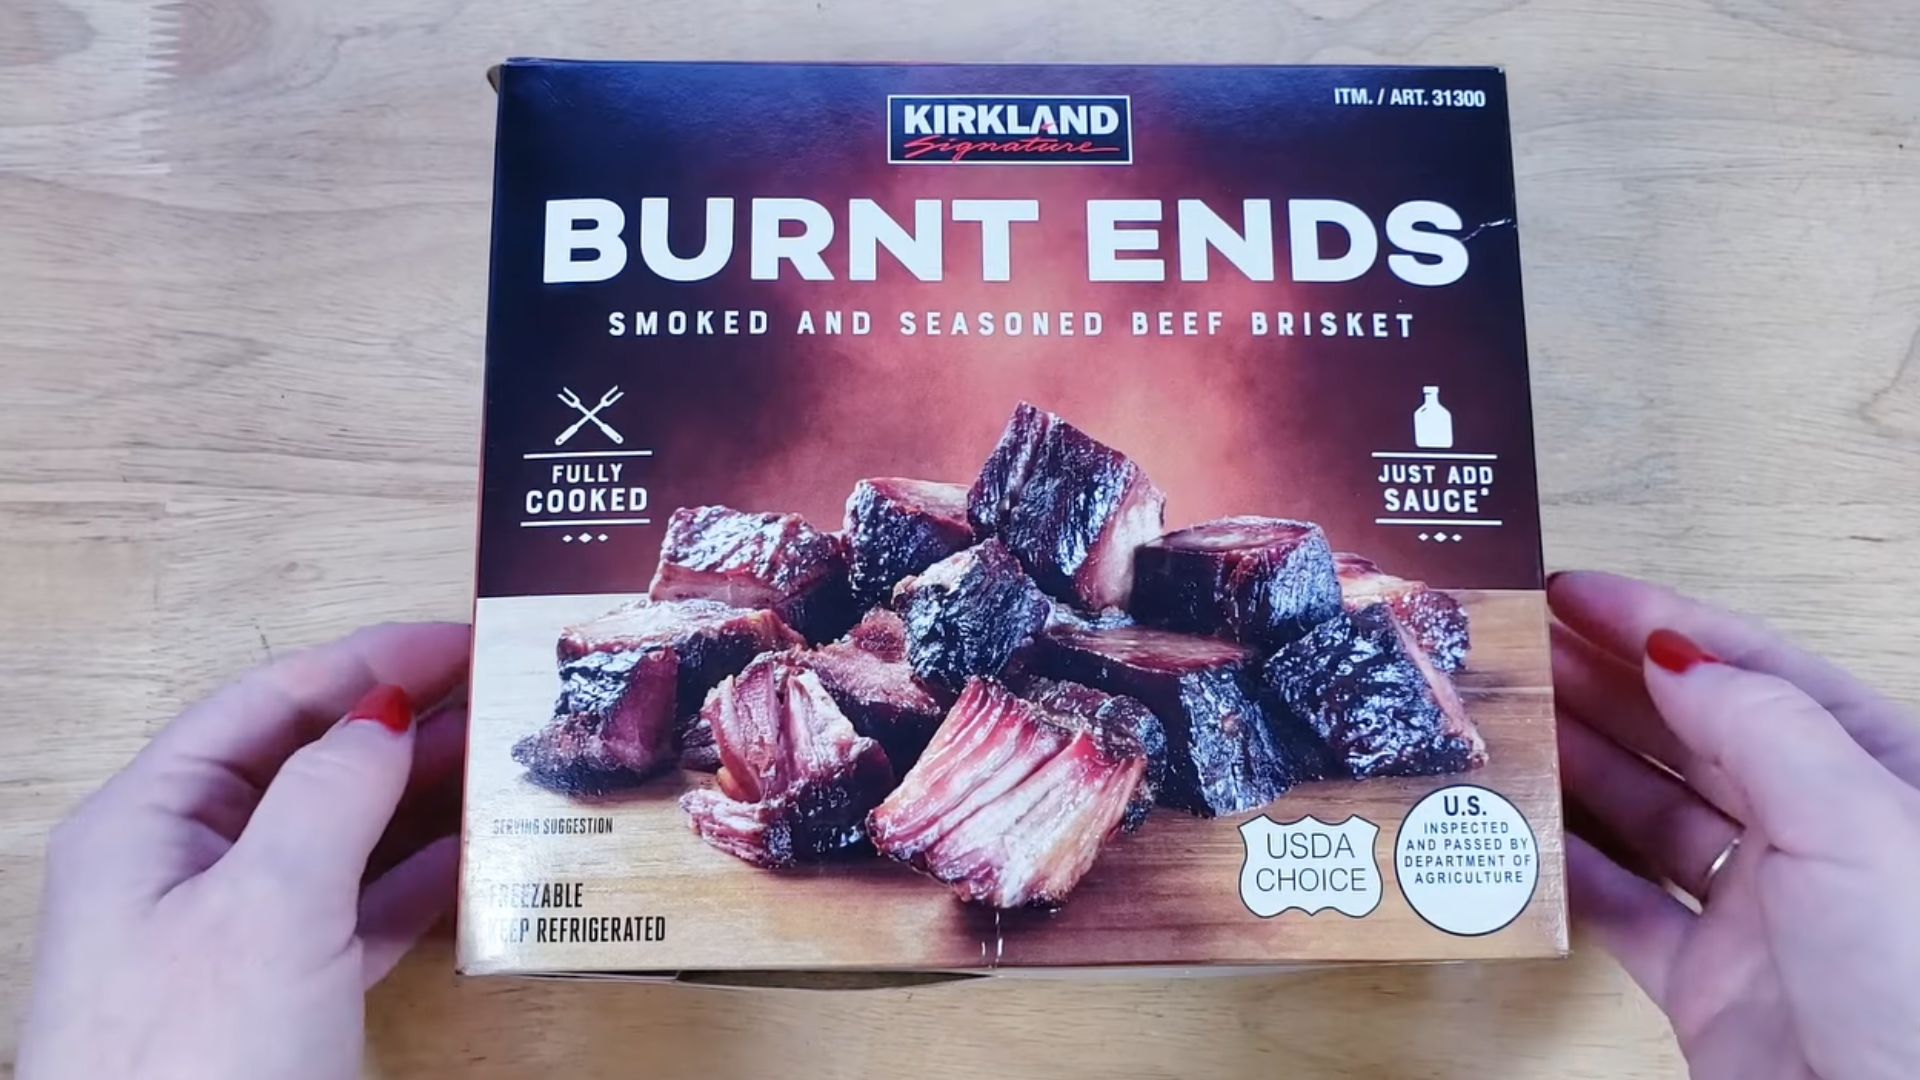 ITM. / ART. 31300
KIRKLAND
Signature
BURNT ENDS
SMOKED AND SEASONED BEEF BRISKET
FULLY
COOKED
JUST ADD
SAUCE*
SERVING SUGGESTION
FREEZABLE
KEEP REFRIGERATED
USDA
CHOICE
U.S.
INSPECTED
AND PASSED BY
DEPARTMENT OF
AGRICULTURE